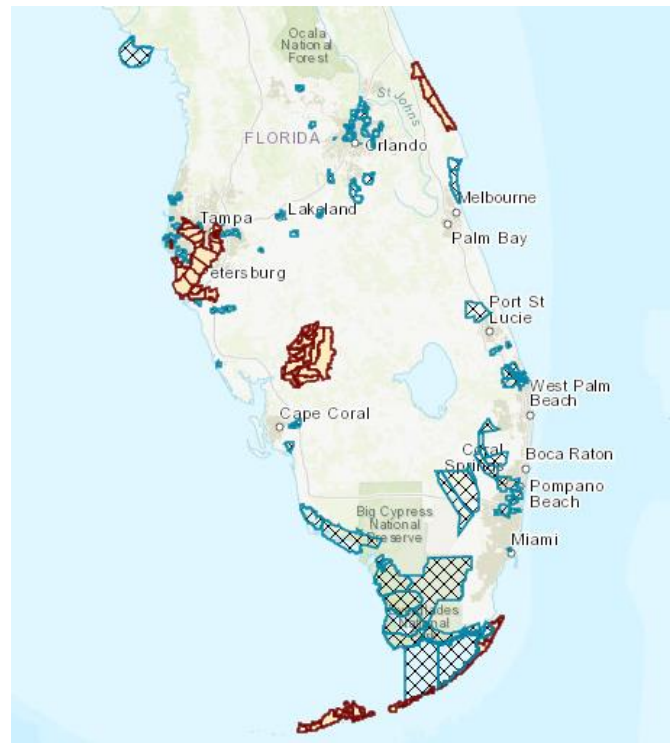 Ocala
National
Forest
St Johns
FLORIDA
Orlando
Melbourne
Lakeland
Tampa
Palm Bay
etersburg
Port St
Lucie
West Palm
Beach
Cape Coral
Coral
Springs
Boca Raton
Pompano
Beach
Big Cypress
National
Preserve
Miami
National